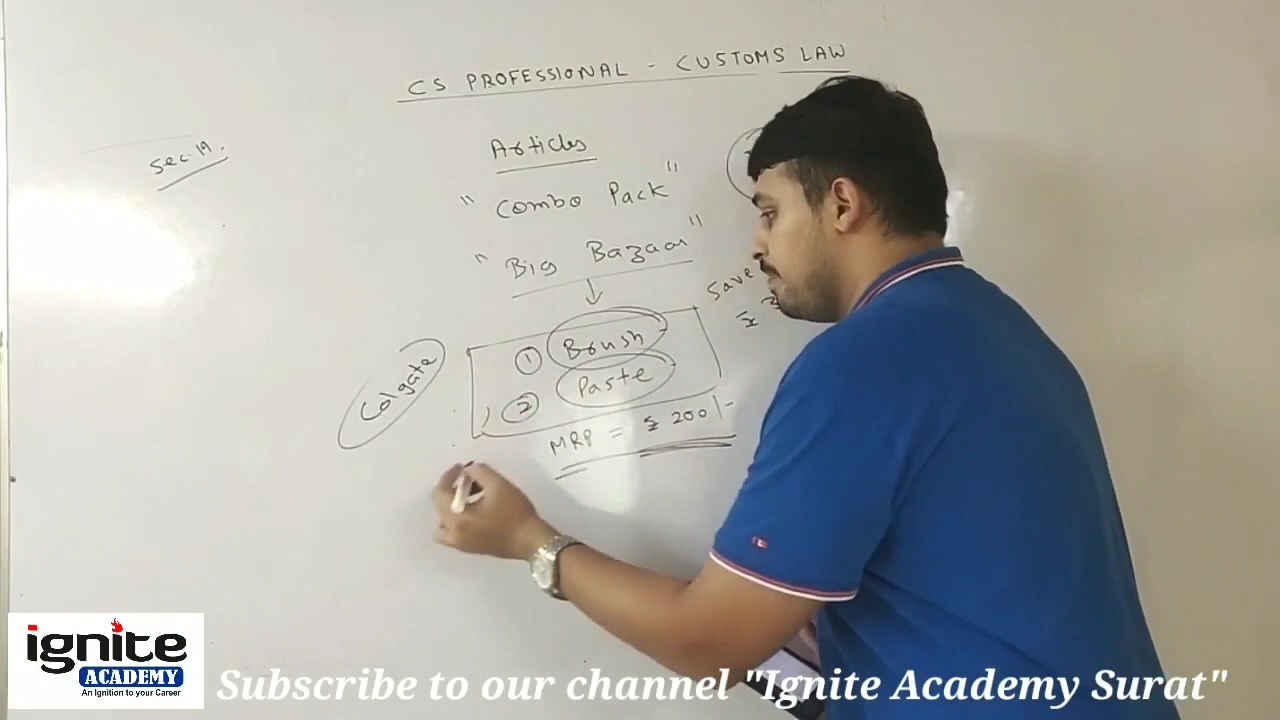 CS PROFESSIONAL - CUSTOMS LAW
Sec. 19.
Articles
"Combo Pack"
"Big Bazaar"
Save
₹
① Brush
② Paste
Colgate
MRP = ₹ 200/-
ignite
ACADEMY
An Ignition to your Career
Subscribe to our channel "Ignite Academy Surat"